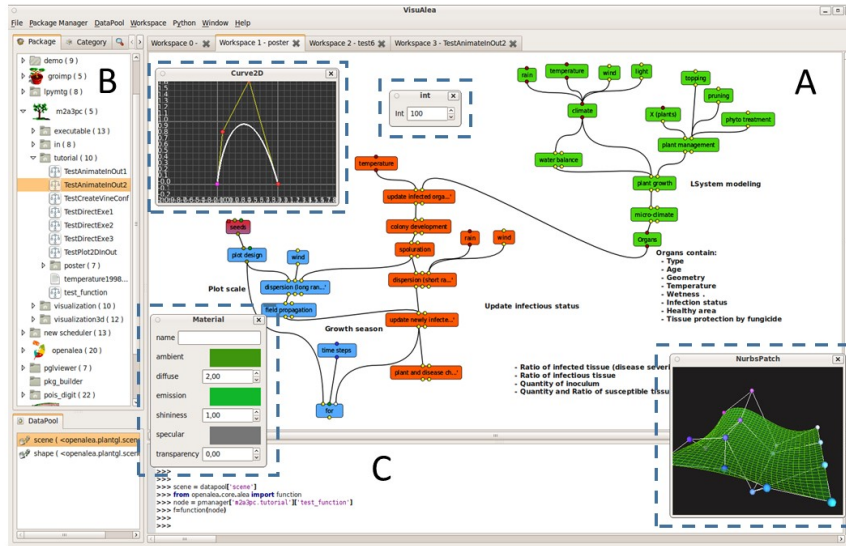 VisuAlea
File Package Manager DataPool Workspace Python Window Help
Package Category
Workspace 0 - Workspace 1 - poster Workspace 2 - test6 Workspace 3 - TestAnimateInOut2
lpymtg ( 8 )
groimp ( 5 )
m2a3pc ( 5 )
executable ( 13 )
in ( 8 )
tutorial ( 10 )
TestAnimateInOut1
TestAnimateInOut2
TestCreateVineConf
TestDirectExe1
TestDirectExe2
TestDirectExe3
TestPlot2DinOut
poster ( 7 )
temperature1998...
test_function
visualization ( 10 )
visualization3d ( 12 )
new scheduler ( 13 )
openalea ( 20 )
pglviewer ( 7 )
pkg_builder
pois_digit ( 22 )
B
DataPool
scene ( <openalea.plantgl.scen
shape ( <openalea.plantgl.scen
Curve2D
int
Int 100
A
rain
temperature
wind
light
climate
water balance
topping
pruning
X (plants)
phyto treatment
plant management
plant growth
LSystem modeling
micro-climate
Organs
Organs contain:
- Type
- Age
- Geometry
- Temperature
- Wetness .
- Infection status
- Healthy area
- Tissue protection by fungicide
temperature
update infected orga...'
colony development
spoluration
rain
wind
dispersion (short ra...'
Update infectious status
update newly infecte...'
plant and disease ch...'
seeds
plot design
wind
dispersion (long ran...'
Plot scale
field propagation
Growth season
time steps
for
- Ratio of infected tissue (disease severi
- Ratio of infectious tissue
- Quantity of inoculum
- Quantity and Ratio of susceptible tissu
Material
name
ambient
diffuse 2,00
emission
shininess 1,00
specular
transparency 0,00
NurbsPatch
C
>>>
>>>
>>> scene = datapool['scene']
>>> from openalea.core.alea import function
>>> node = pmanager['m2a3pc.tutorial']['test_function']
>>> f=function(node)
>>>
>>>